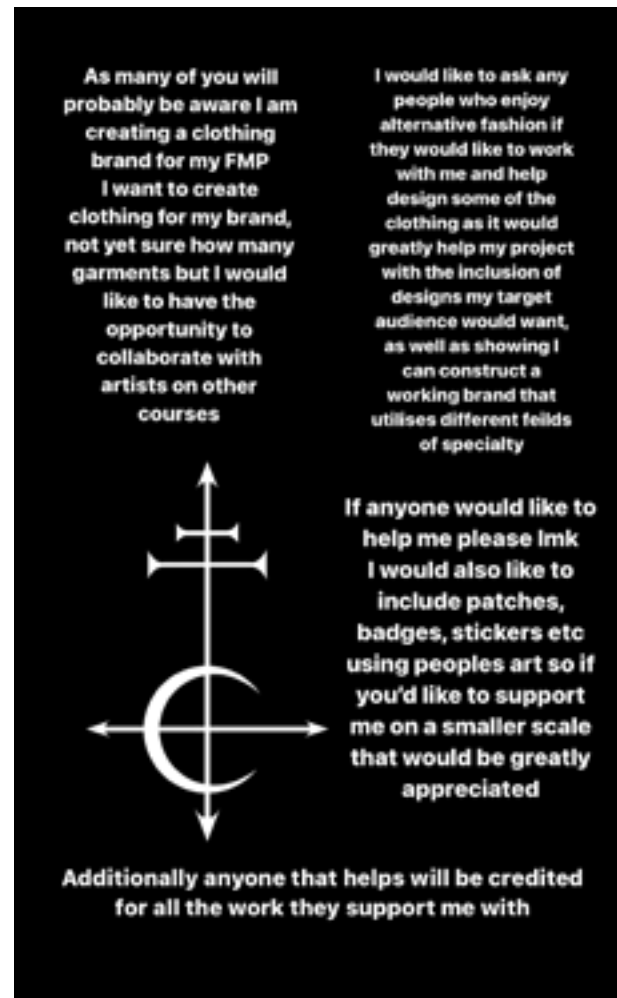 As many of you will
probably be aware I am
creating a clothing
brand for my FMP
I want to create
clothing for my brand,
not yet sure how many
garments but I would
like to have the
opportunity to
collaborate with
artists on other
courses
I would like to ask any
people who enjoy
alternative fashion if
they would like to work
with me and help
design some of the
clothing as it would
greatly help my project
with the inclusion of
designs my target
audience would want,
as well as showing I
can construct a
working brand that
utilises different feilds
of specialty
If anyone would like to
help me please lmk
I would also like to
include patches,
badges, stickers etc
using peoples art so if
you'd like to support
me on a smaller scale
that would be greatly
appreciated
Additionally anyone that helps will be credited
for all the work they support me with